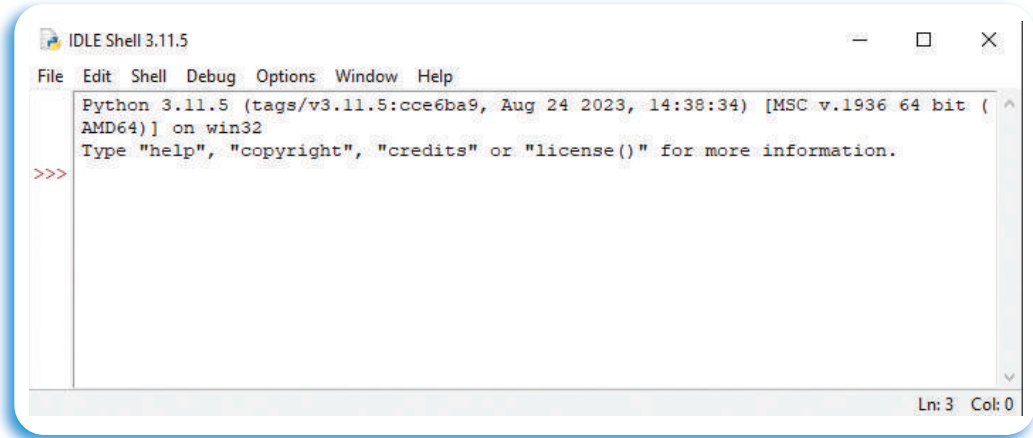 IDLE Shell 3.11.5
File Edit Shell Debug Options Window Help
Python 3.11.5 (tags/v3.11.5:cce6ba9, Aug 24 2023, 14:38:34) [MSC v.1936 64 bit (
AMD64)] on win32
Type "help", "copyright", "credits" or "license()" for more information.
>>>
Ln: 3 Col: 0